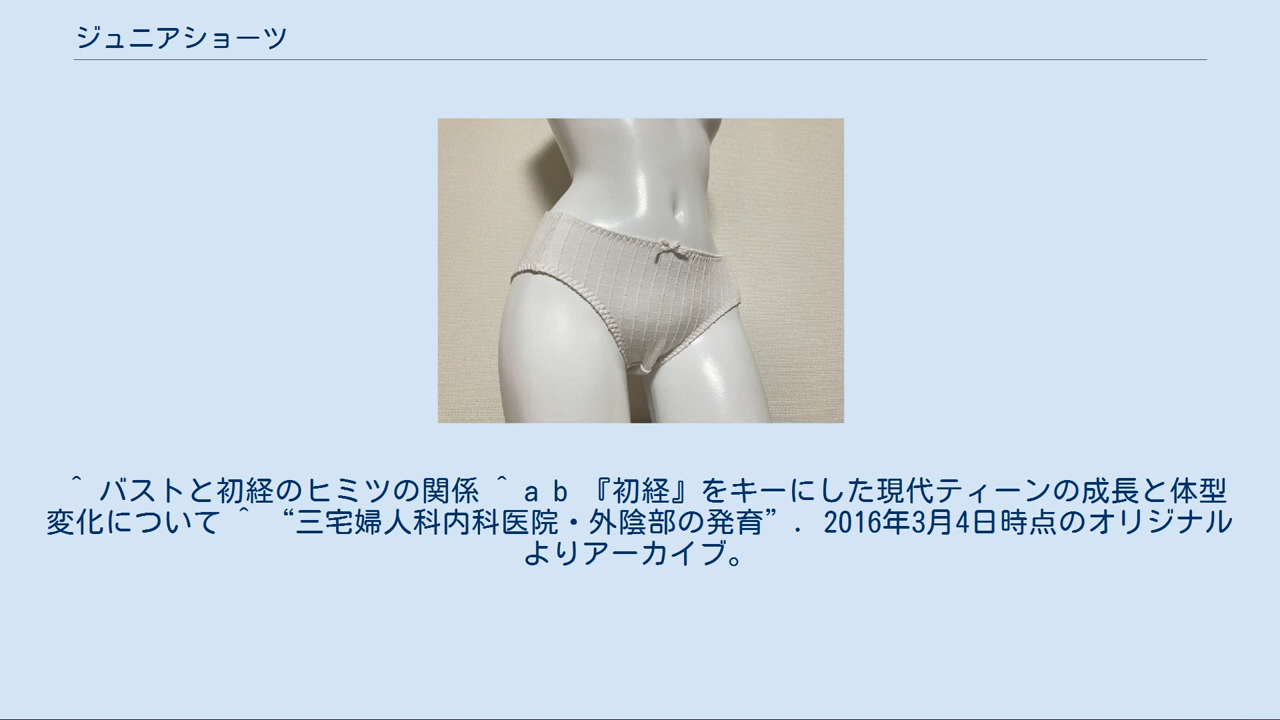 ジュニアショーツ
^ バストと初経のヒミツの関係 ^ a b 『初経』をキーにした現代ティーンの成長と体型
変化について ^ “三宅婦人科内科医院・外陰部の発育”. 2016年3月4日時点のオリジナル
よりアーカイブ。